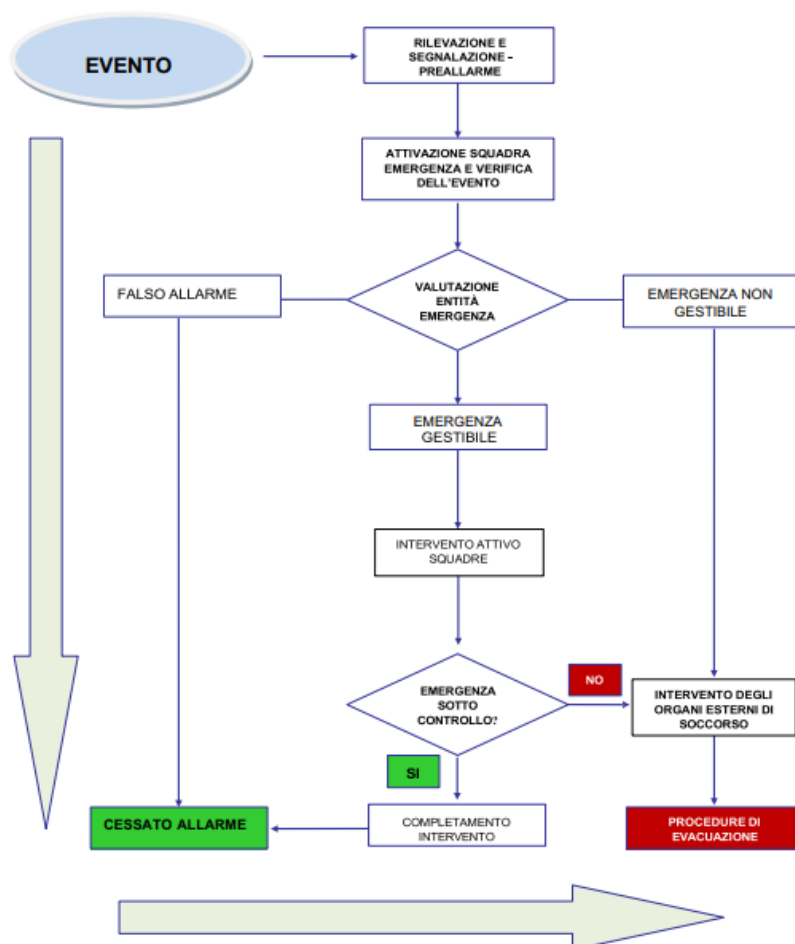 EVENTO
RILEVAZIONE E
SEGNALAZIONE –
PREALLARME
ATTIVAZIONE SQUADRA
EMERGENZA E VERIFICA
DELL'EVENTO
FALSO ALLARME
VALUTAZIONE
ENTITÀ
EMERGENZA
EMERGENZA NON
GESTIBILE
EMERGENZA
GESTIBILE
INTERVENTO ATTIVO
SQUADRE
EMERGENZA
SOTTO
CONTROLLO?
NO
INTERVENTO DEGLI
ORGANI ESTERNI DI
SOCCORSO
SI
CESSATO ALLARME
COMPLETAMENTO
INTERVENTO
PROCEDURE DI
EVACUAZIONE